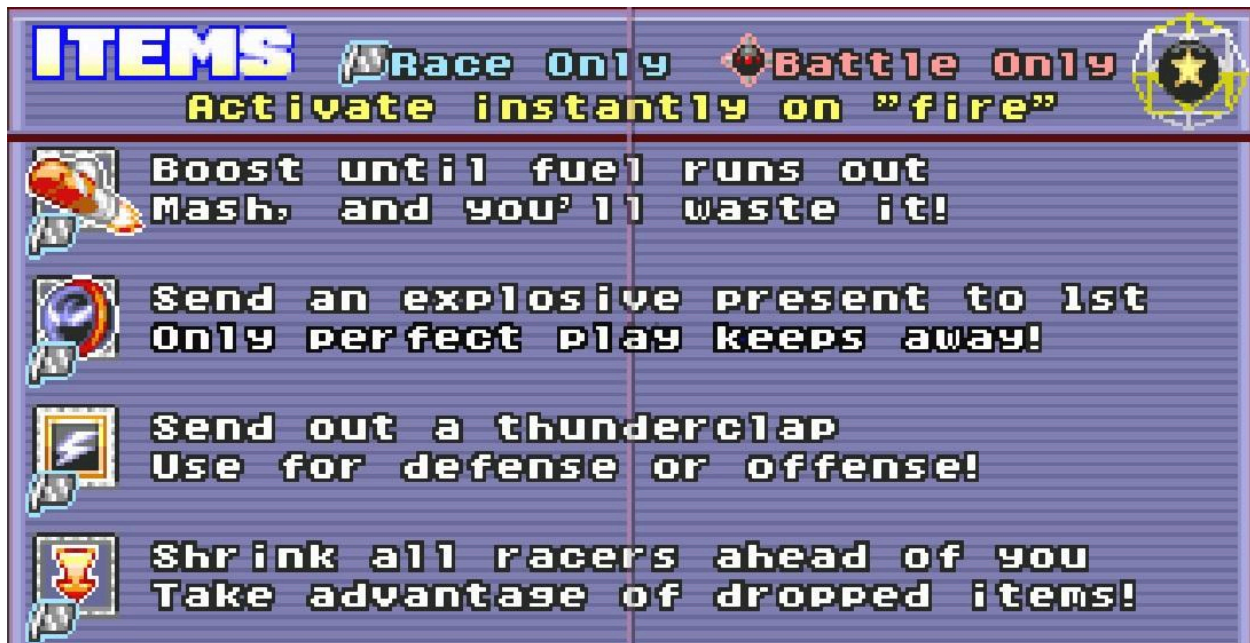 ITEMS Race Only Battle Only
Activate instantly on "fire"
Boost until fuel runs out
Mash, and you'll waste it!
Send an explosive present to 1st
Only perfect play keeps away!
Send out a thunderclap
Use for defense or offense!
Shrink all racers ahead of you
Take advantage of dropped items!